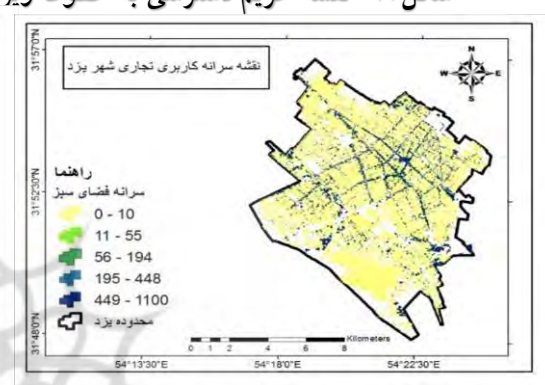 نقشه سرانه کاربری تجاری شهر یزد
N
W E
S
راهنما
سرانه فضای سبز
0 - 10
11 - 55
56 - 194
195 - 448
449 - 1100
محدوده یزد
Kilometers
0 1 2 4 6 8
31°57'0"N
31°52'30"N
31°48'0"N
54°13'30"E 54°18'0"E 54°22'30"E